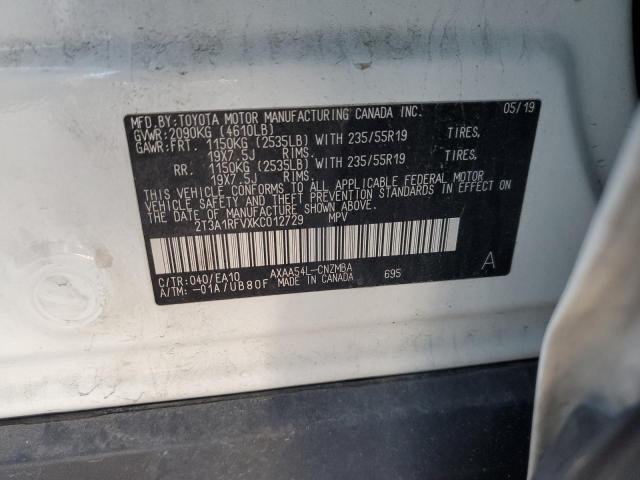 MFD.BY:TOYOTA MOTOR MANUFACTURING CANADA INC. 05/19
GVWR:2090KG (4610LB)
GAWR:FRT. 1150KG (2535LB) WITH 235/55R19 TIRES,
19X7.5J RIMS.
RR. 1150KG (2535LB) WITH 235/55R19 TIRES,
19X7.5J RIMS.
THIS VEHICLE CONFORMS TO ALL APPLICABLE FEDERAL MOTOR
VEHICLE SAFETY AND THEFT PREVENTION STANDARDS IN EFFECT ON
THE DATE OF MANUFACTURE SHOWN ABOVE.
2T3A1RFVXKC012729 MPV
C/TR:040/EA10 AXAA54L-CNZMBA 695 A
A/TM:-01A/UB80F MADE IN CANADA